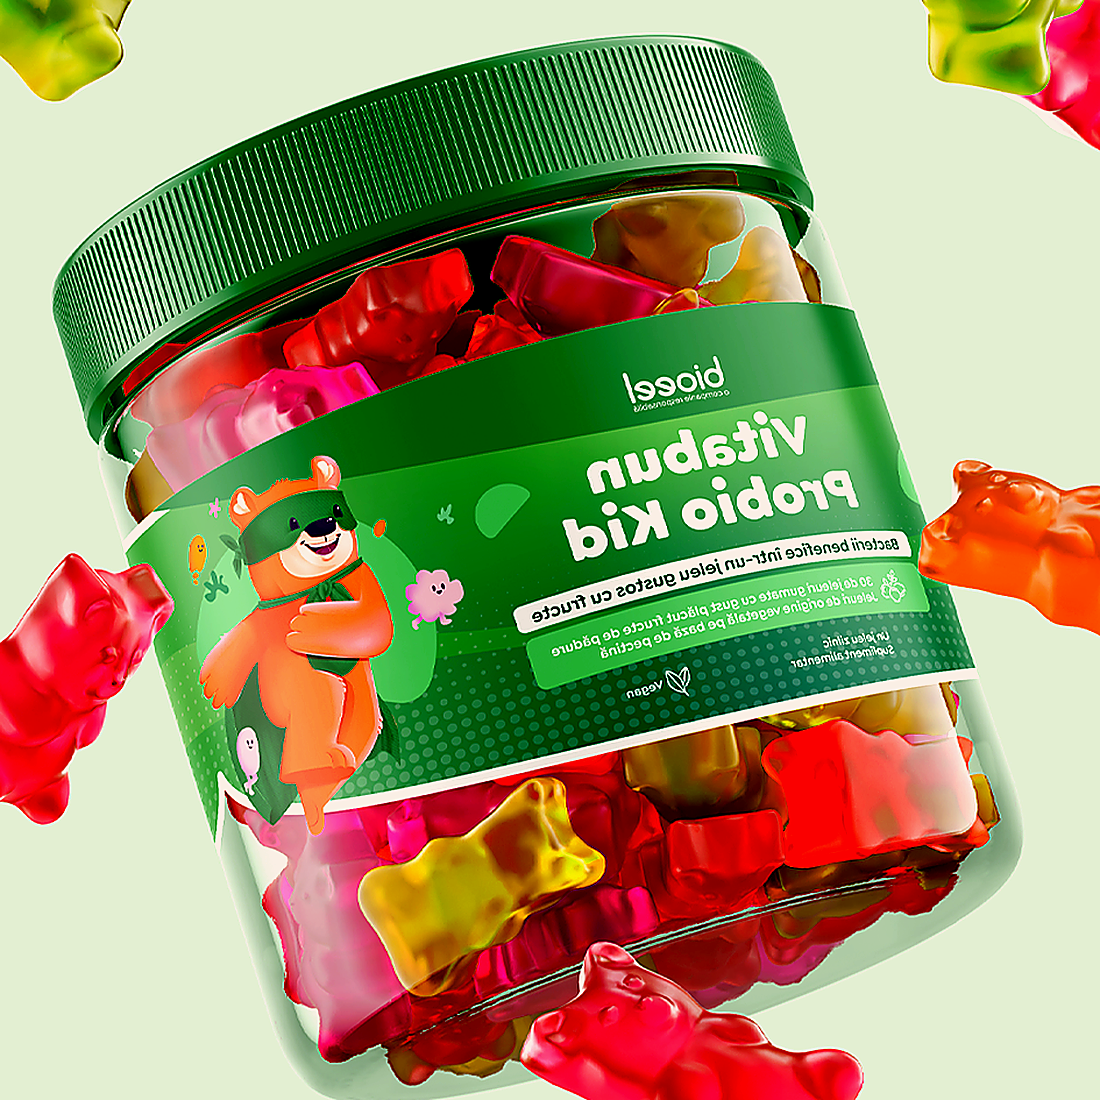 bioeel
o companie responsabilă
Vitabun
Probio Kid
Bacterii benefice într-un jeleu gustos cu fructe
30 de jeleuri gumate cu gust plăcut fructe de pădure
Jeleuri de origine vegetală pe bază de pectină
Un jeleu zilnic
Supliment alimentar
Vegan